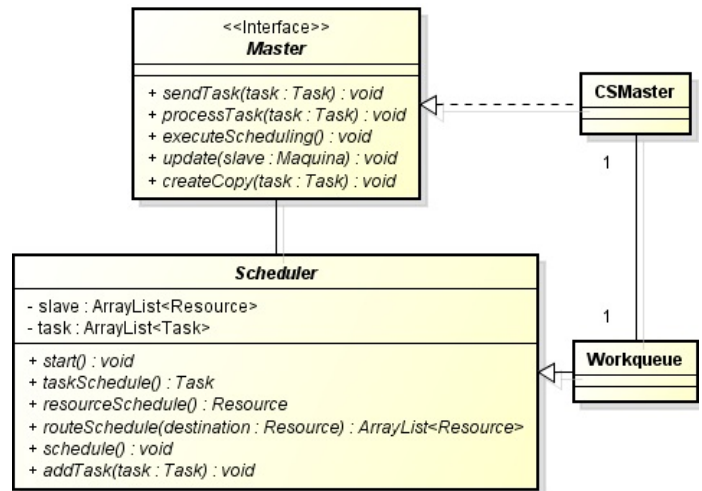 <<Interface>>
Master
+ sendTask(task : Task) : void
+ processTask(task : Task) : void
+ executeScheduling() : void
+ update(slave : Maquina) : void
+ createCopy(task : Task) : void
CSMaster
1
1
Scheduler
- slave : ArrayList<Resource>
- task : ArrayList<Task>
+ start() : void
+ taskSchedule() : Task
+ resourceSchedule() : Resource
+ routeSchedule(destination : Resource) : ArrayList<Resource>
+ schedule() : void
+ addTask(task : Task) : void
Workqueue